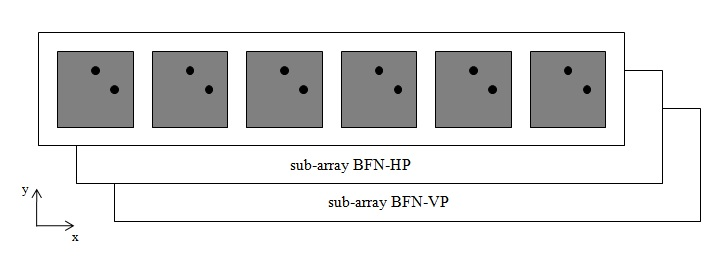 sub-array BFN-HP
sub-array BFN-VP
y
x